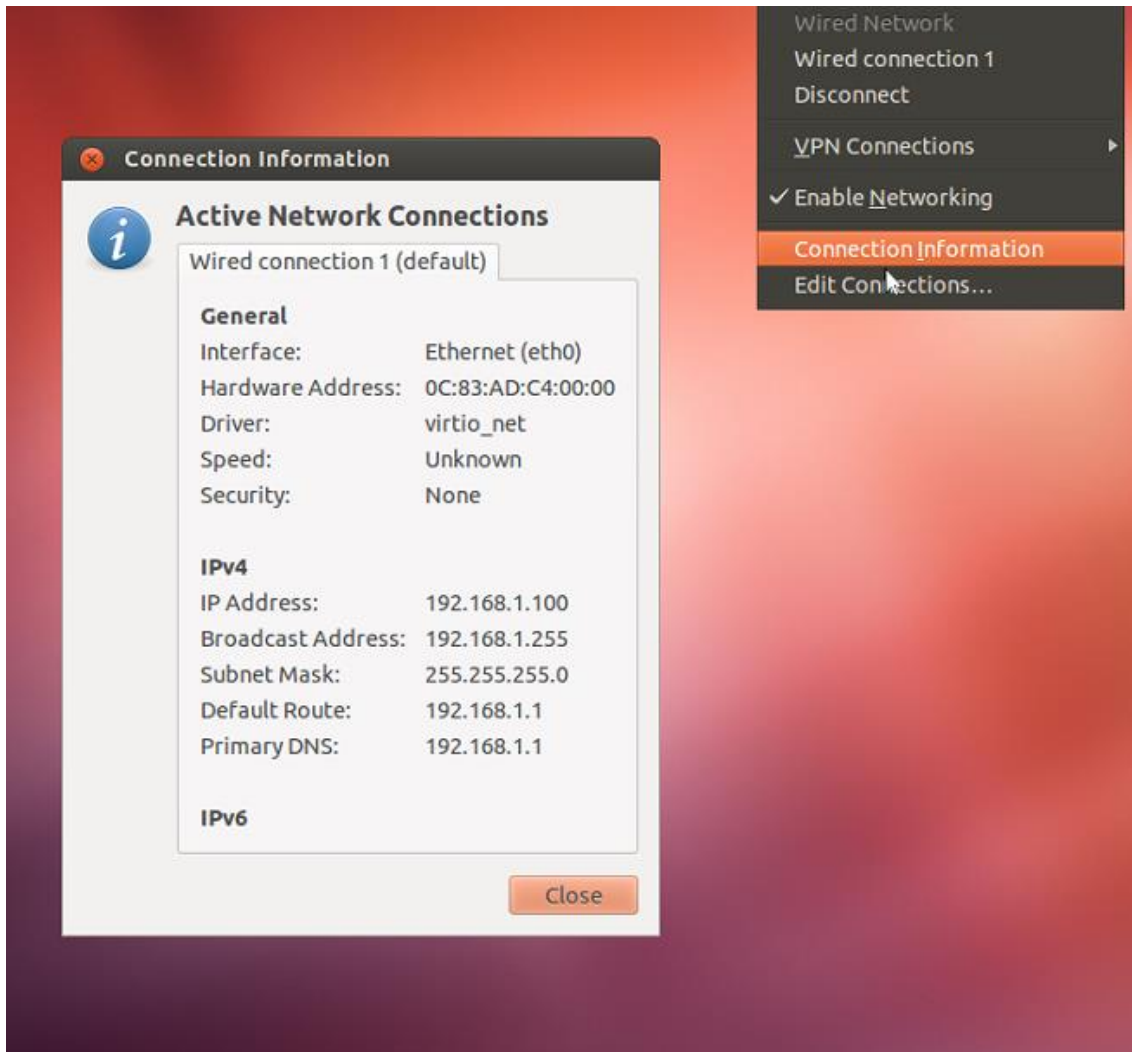 Wired Network
Wired connection 1
Disconnect
VPN Connections
Enable Networking
Connection Information
Edit Connections...
Connection Information
Active Network Connections
Wired connection 1 (default)
General
Interface: Ethernet (eth0)
Hardware Address: 0C:83:AD:C4:00:00
Driver: virtio_net
Speed: Unknown
Security: None
IPv4
IP Address: 192.168.1.100
Broadcast Address: 192.168.1.255
Subnet Mask: 255.255.255.0
Default Route: 192.168.1.1
Primary DNS: 192.168.1.1
IPv6
Close